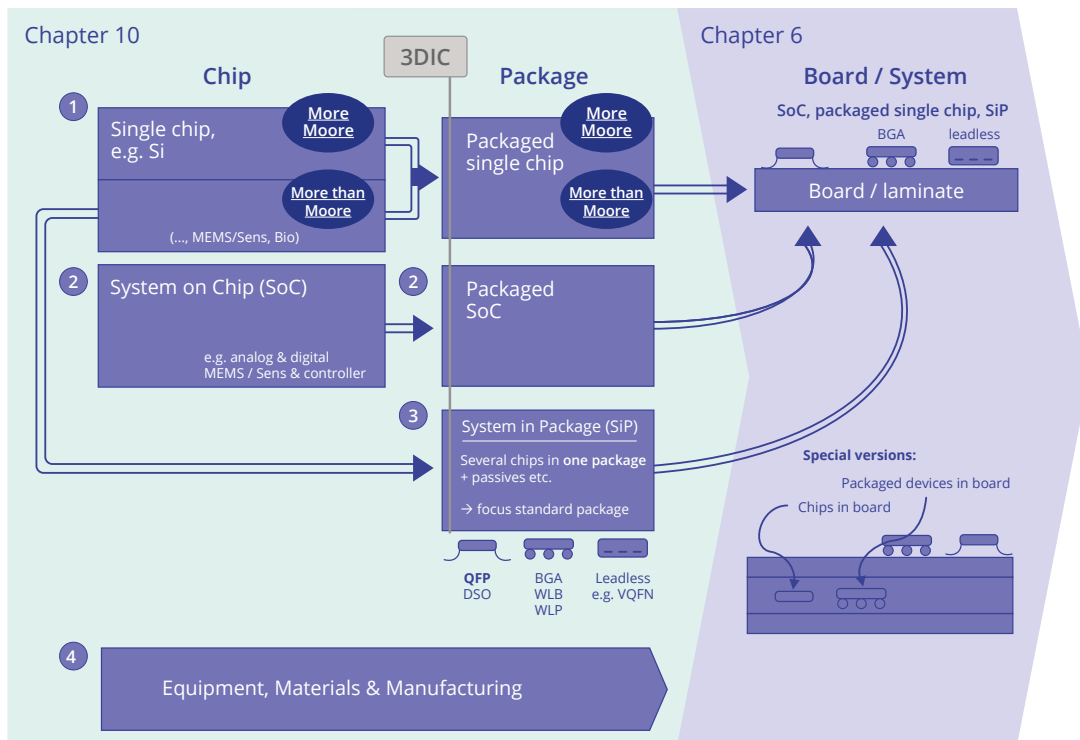 Chapter 10
Chapter 6
3DIC
Chip
Package
Board / System
1
Single chip,
e.g. Si
More
Moore
More than
Moore
(..., MEMS/Sens, Bio)
Packaged
single chip
More
Moore
More than
Moore
SoC, packaged single chip, SiP
BGA
leadless
Board / laminate
2
System on Chip (SoC)
e.g. analog & digital
MEMS / Sens & controller
2
Packaged
SoC
3
System in Package (SiP)
Several chips in one package
+ passives etc.
→ focus standard package
QFP
DSO
BGA
WLB
WLP
Leadless
e.g. VQFN
Special versions:
Packaged devices in board
Chips in board
4
Equipment, Materials & Manufacturing